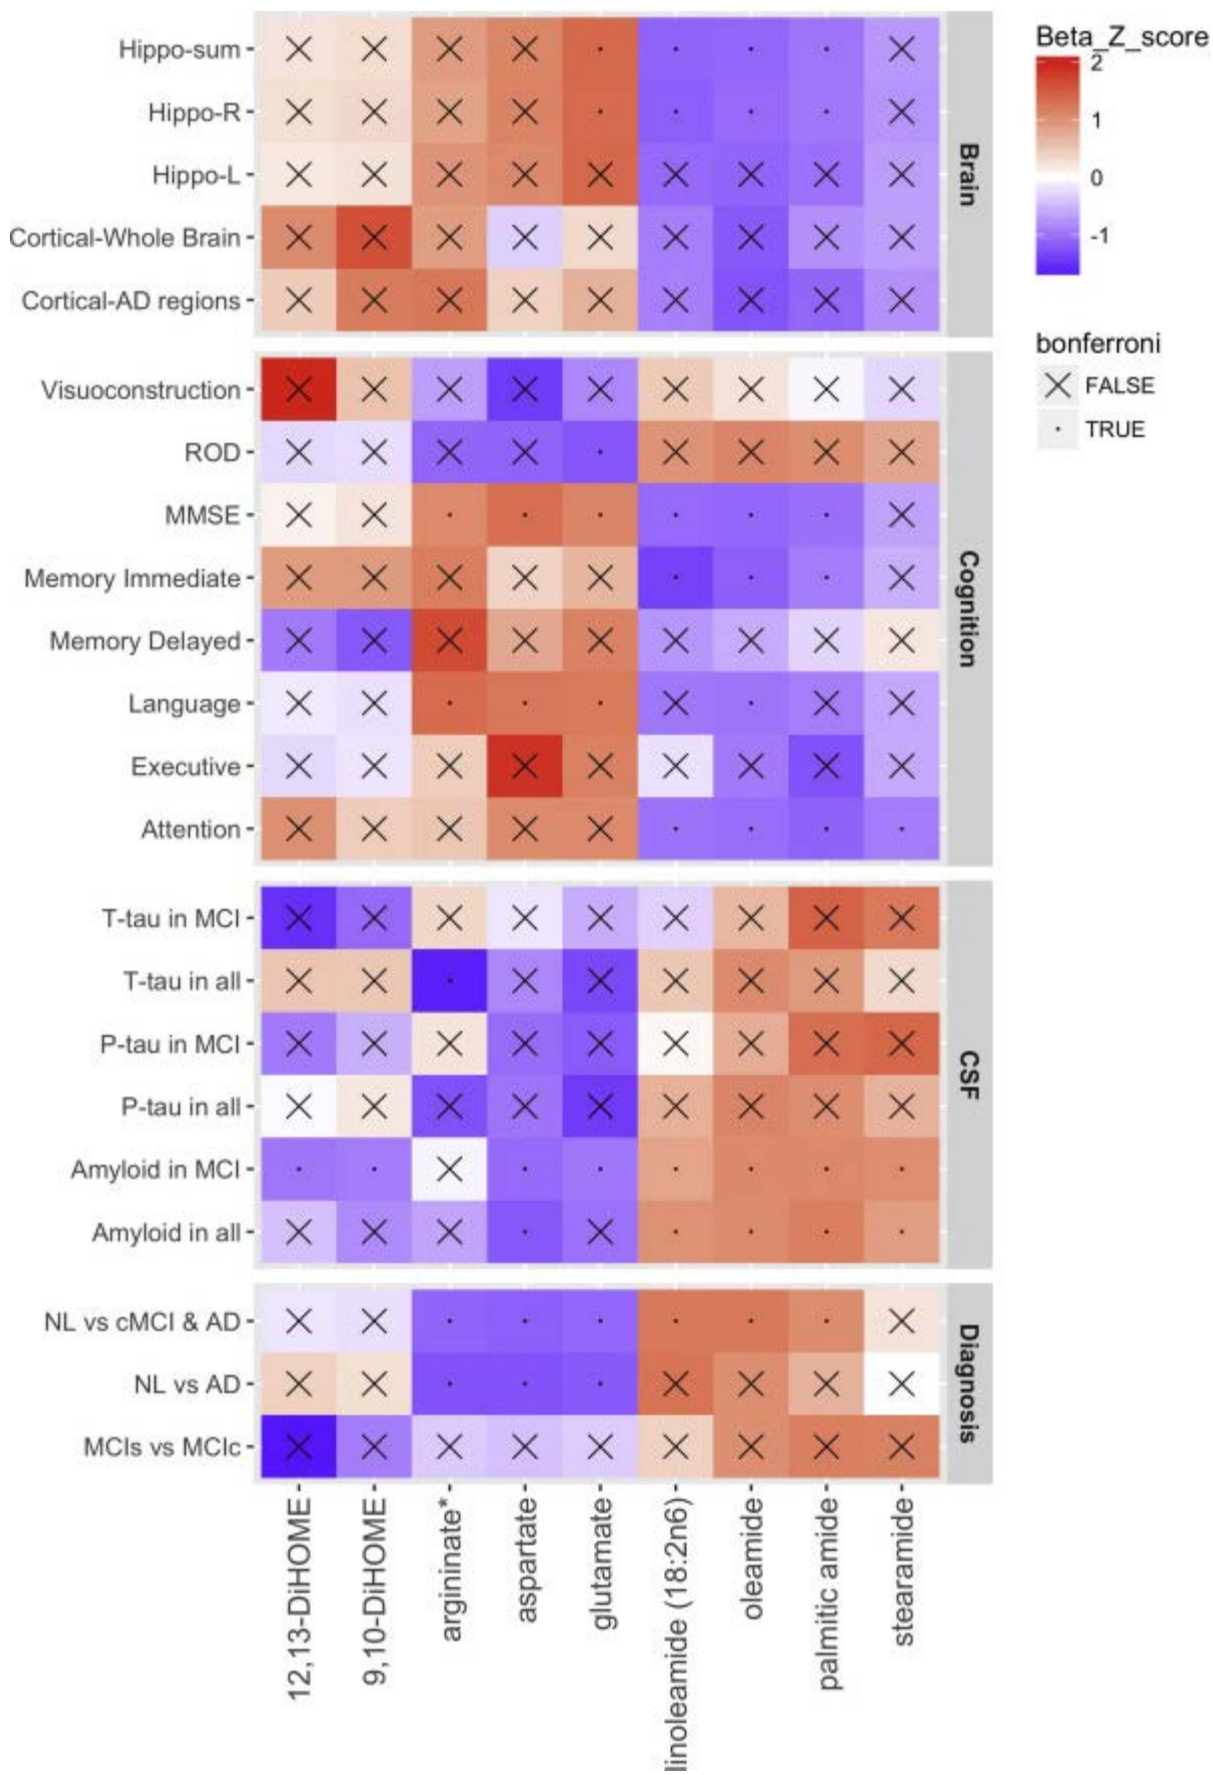 Hippo-sum
Hippo-R
Hippo-L
Cortical-Whole Brain
Cortical-AD regions
Brain
Visuoconstruction
ROD
MMSE
Memory Immediate
Memory Delayed
Language
Executive
Attention
Cognition
T-tau in MCI
T-tau in all
P-tau in MCI
P-tau in all
Amyloid in MCI
Amyloid in all
CSF
NL vs cMCI & AD
NL vs AD
MCIs vs MCIc
Diagnosis
12,13-DiHOME
9,10-DiHOME
argininate*
aspartate
glutamate
linoleamide (18:2n6)
oleamide
palmitic amide
stearamide
Beta_Z_score
2
1
0
-1
bonferroni
FALSE
TRUE